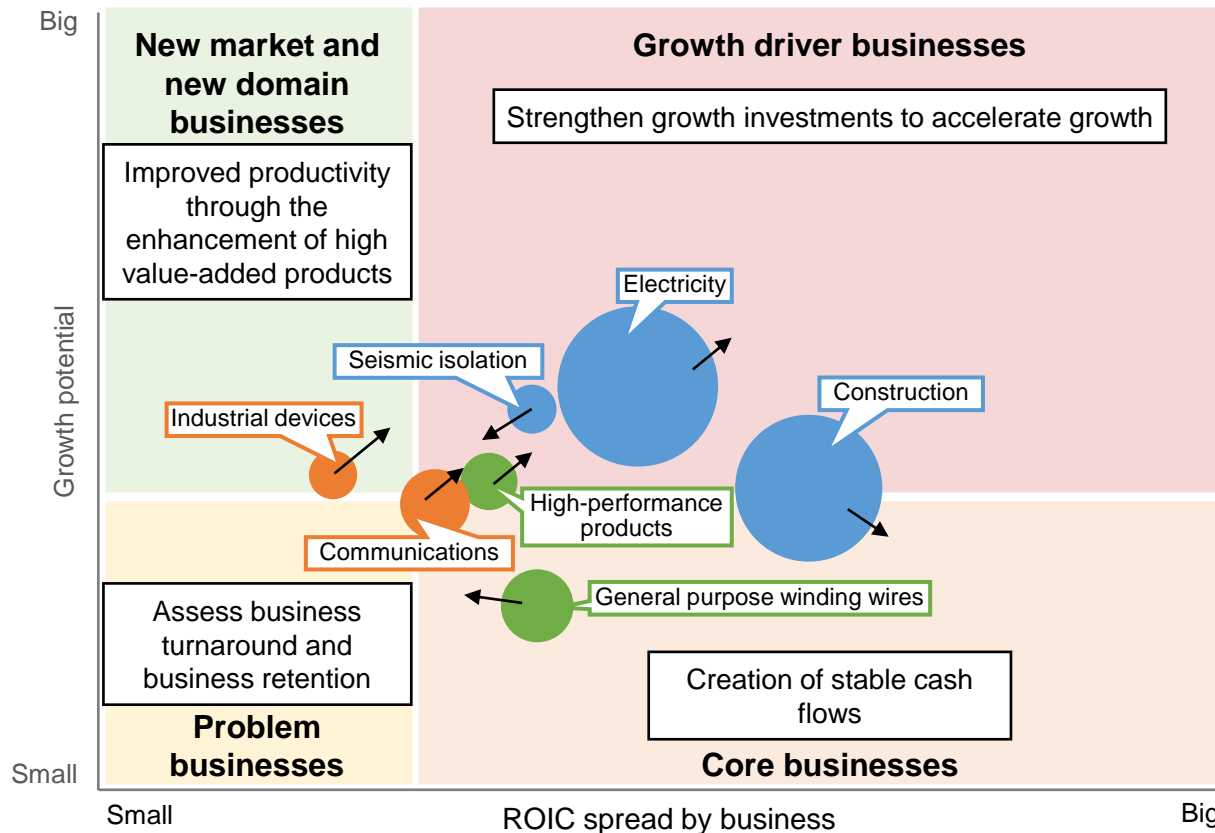 Big
New market and
new domain
businesses
Growth driver businesses
Strengthen growth investments to accelerate growth
Improved productivity
through the
enhancement of high
value-added products
Growth potential
Electricity
Seismic isolation
Construction
Industrial devices
High-performance
products
Communications
General purpose winding wires
Assess business
turnaround and
business retention
Creation of stable cash
flows
Problem
businesses
Core businesses
Small
Small
ROIC spread by business
Big